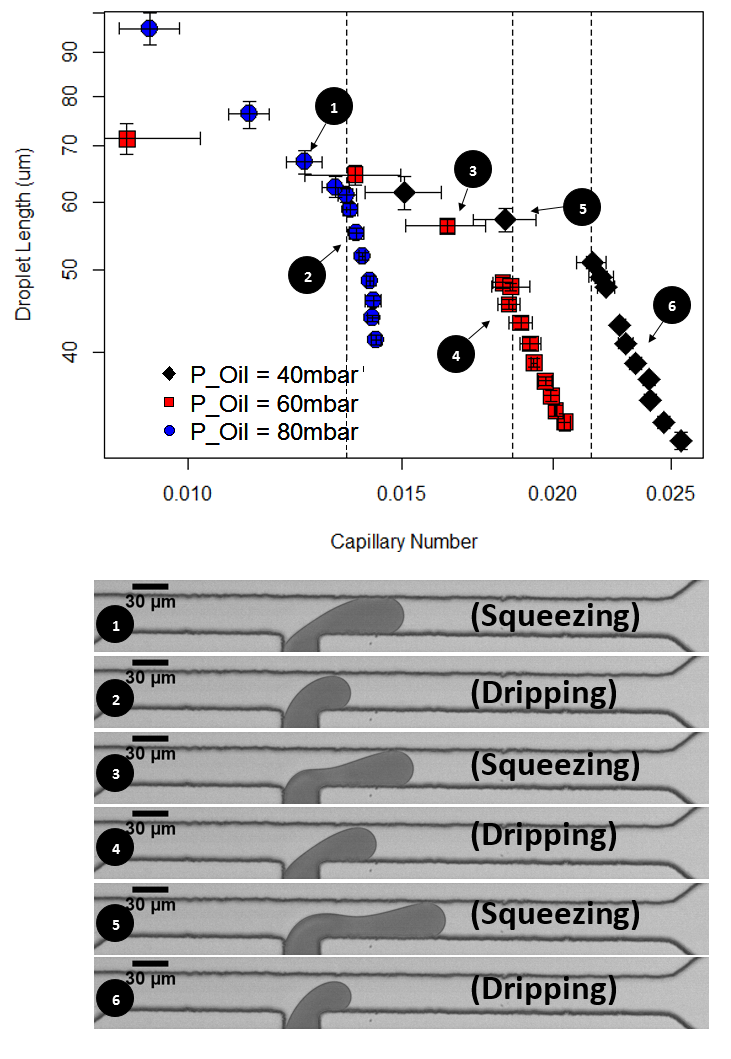 90
80
70
60
50
40
Droplet Length (um)
1
3
5
2
6
4
P_Oil = 40mbar
P_Oil = 60mbar
P_Oil = 80mbar
0.010
0.015
0.020
0.025
Capillary Number
30 µm
1
(Squeezing)
30 µm
2
(Dripping)
30 µm
3
(Squeezing)
30 µm
4
(Dripping)
30 µm
5
(Squeezing)
30 µm
6
(Dripping)